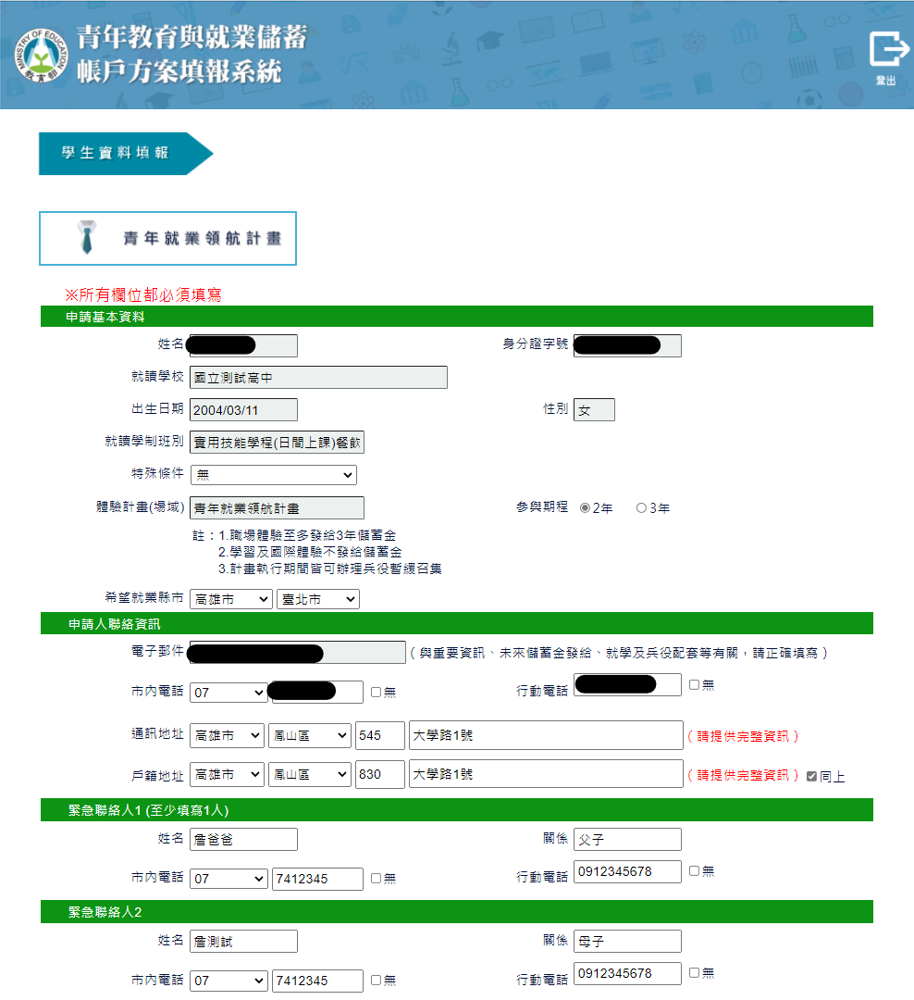 MINISTRY OF EDUCATION
教育部
青年教育與就業儲蓄
帳戶方案填報系統
登出
學生資料填報
青年就業領航計畫
※所有欄位都必須填寫
申請基本資料
姓名 身分證字號
就讀學校 國立測試高中
出生日期 2004/03/11 性別 女
就讀學制班別 實用技能學程(日間上課)餐飲
特殊條件 無
體驗計畫(場域) 青年就業領航計畫 參與期程 2年 3年
註：1.職場體驗至多發給3年儲蓄金
2.學習及國際體驗不發給儲蓄金
3.計畫執行期間皆可辦理兵役暫緩召集
希望就業縣市 高雄市 臺北市
申請人聯絡資訊
電子郵件 (與重要資訊、未來儲蓄金發給、就學及兵役配套等有關，請正確填寫)
市內電話 07 無 行動電話 無
通訊地址 高雄市 鳳山區 545 大學路1號 (請提供完整資訊)
戶籍地址 高雄市 鳳山區 830 大學路1號 (請提供完整資訊) 同上
緊急聯絡人1 (至少填寫1人)
姓名 詹爸爸 關係 父子
市內電話 07 7412345 無 行動電話 0912345678 無
緊急聯絡人2
姓名 詹測試 關係 母子
市內電話 07 7412345 無 行動電話 0912345678 無